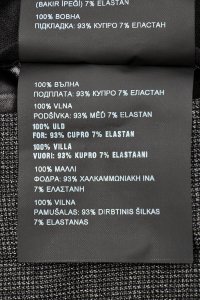 (BAKIR İPEĞİ) 7% ELASTAN
100% ВОВНА
ПІДКЛАДКА: 93% КУПРО 7% ЕЛАСТАН
100% ВЪЛНА
ПОДПЛАТА: 93% КУПРО 7% ЕЛАСТАН
100% VLNA
PODŠÍVKA: 93% MĚĎ 7% ELASTAN
100% ULD
FOR: 93% CUPRO 7% ELASTAN
100% VILLA
VUORI: 93% KUPRO 7% ELASTAANI
100% ΜΑΛΛΙ
ΦΟΔΡΑ: 93% ΧΑΛΚΑΜΜΩΝΙΑΚΗ ΙΝΑ
7% ΕΛΑΣΤΑΝΗ
100% VILNA
PAMUŠALAS: 93% DIRBTINIS ŠILKAS
7% ELASTANAS